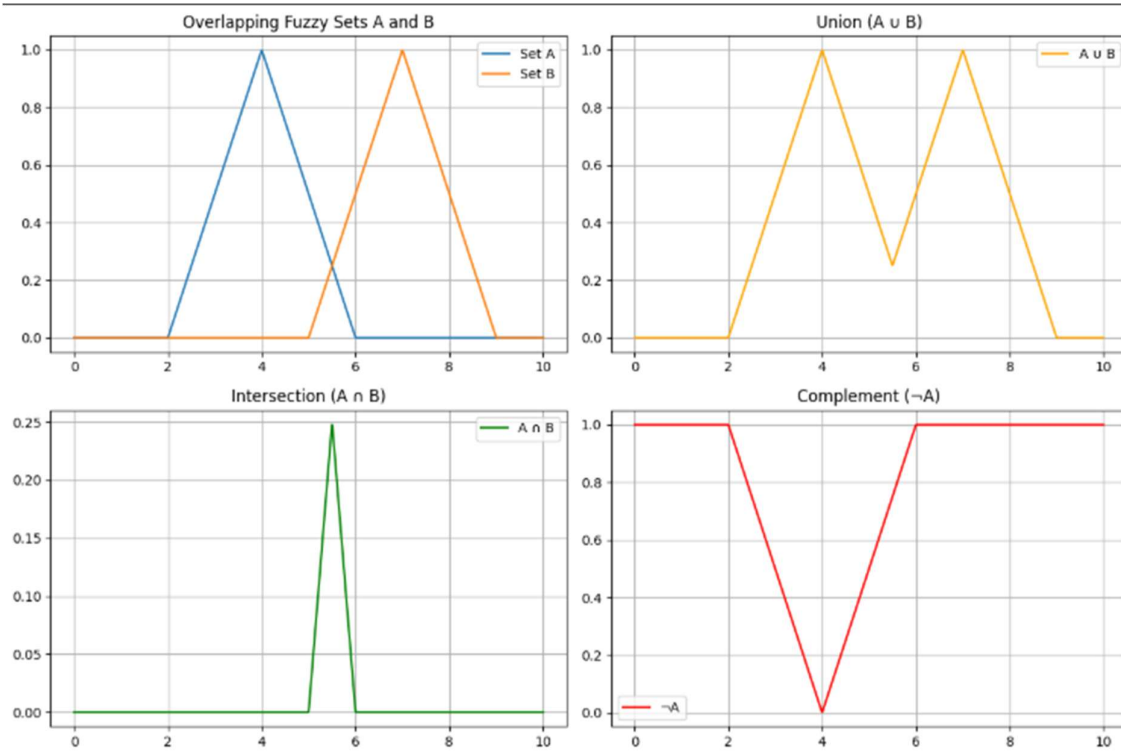 Overlapping Fuzzy Sets A and B
1.0
0.8
0.6
0.4
0.2
0.0
Set A
Set B
0 2 4 6 8 10
Union (A ∪ B)
1.0
0.8
0.6
0.4
0.2
0.0
A ∪ B
0 2 4 6 8 10
Intersection (A ∩ B)
0.25
0.20
0.15
0.10
0.05
0.00
A ∩ B
0 2 4 6 8 10
Complement (¬A)
1.0
0.8
0.6
0.4
0.2
0.0
¬A
0 2 4 6 8 10